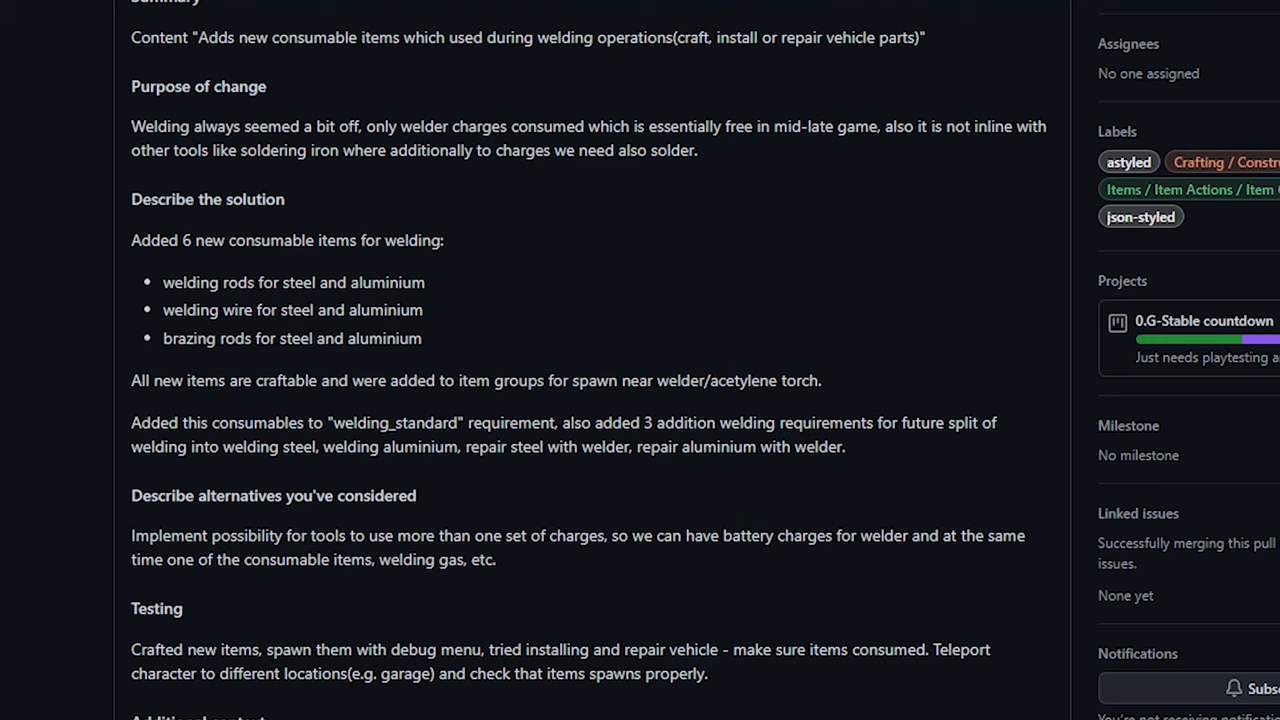 Summary
Content "Adds new consumable items which used during welding operations(craft, install or repair vehicle parts)"
Purpose of change
Welding always seemed a bit off, only welder charges consumed which is essentially free in mid-late game, also it is not inline with
other tools like soldering iron where additionally to charges we need also solder.
Describe the solution
Added 6 new consumable items for welding:
welding rods for steel and aluminium
welding wire for steel and aluminium
brazing rods for steel and aluminium
All new items are craftable and were added to item groups for spawn near welder/acetylene torch.
Added this consumables to "welding_standard" requirement, also added 3 addition welding requirements for future split of
welding into welding steel, welding aluminium, repair steel with welder, repair aluminium with welder.
Describe alternatives you've considered
Implement possibility for tools to use more than one set of charges, so we can have battery charges for welder and at the same
time one of the consumable items, welding gas, etc.
Testing
Crafted new items, spawn them with debug menu, tried installing and repair vehicle - make sure items consumed. Teleport
character to different locations(e.g. garage) and check that items spawns properly.
Additional context
Assignees
No one assigned
Labels
astyled Crafting / Constru
Items / Item Actions / Item
json-styled
Projects
0.G-Stable countdown
Just needs playtesting a
Milestone
No milestone
Linked issues
Successfully merging this pull
issues.
None yet
Notifications
Subs
You're not receiving notificati